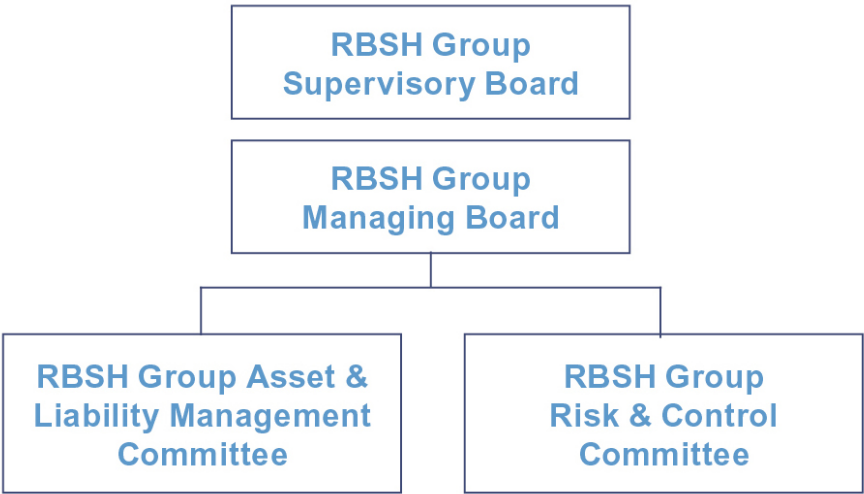 RBSH Group
Supervisory Board
RBSH Group
Managing Board
RBSH Group Asset &
Liability Management
Committee
RBSH Group
Risk & Control
Committee